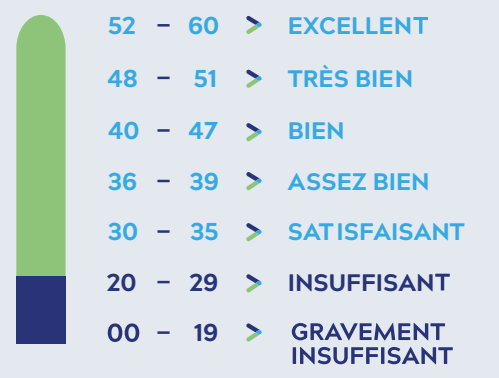 52 – 60 > EXCELLENT
48 – 51 > TRÈS BIEN
40 – 47 > BIEN
36 – 39 > ASSEZ BIEN
30 – 35 > SATISFAISANT
20 – 29 > INSUFFISANT
00 – 19 > GRAVEMENT
INSUFFISANT